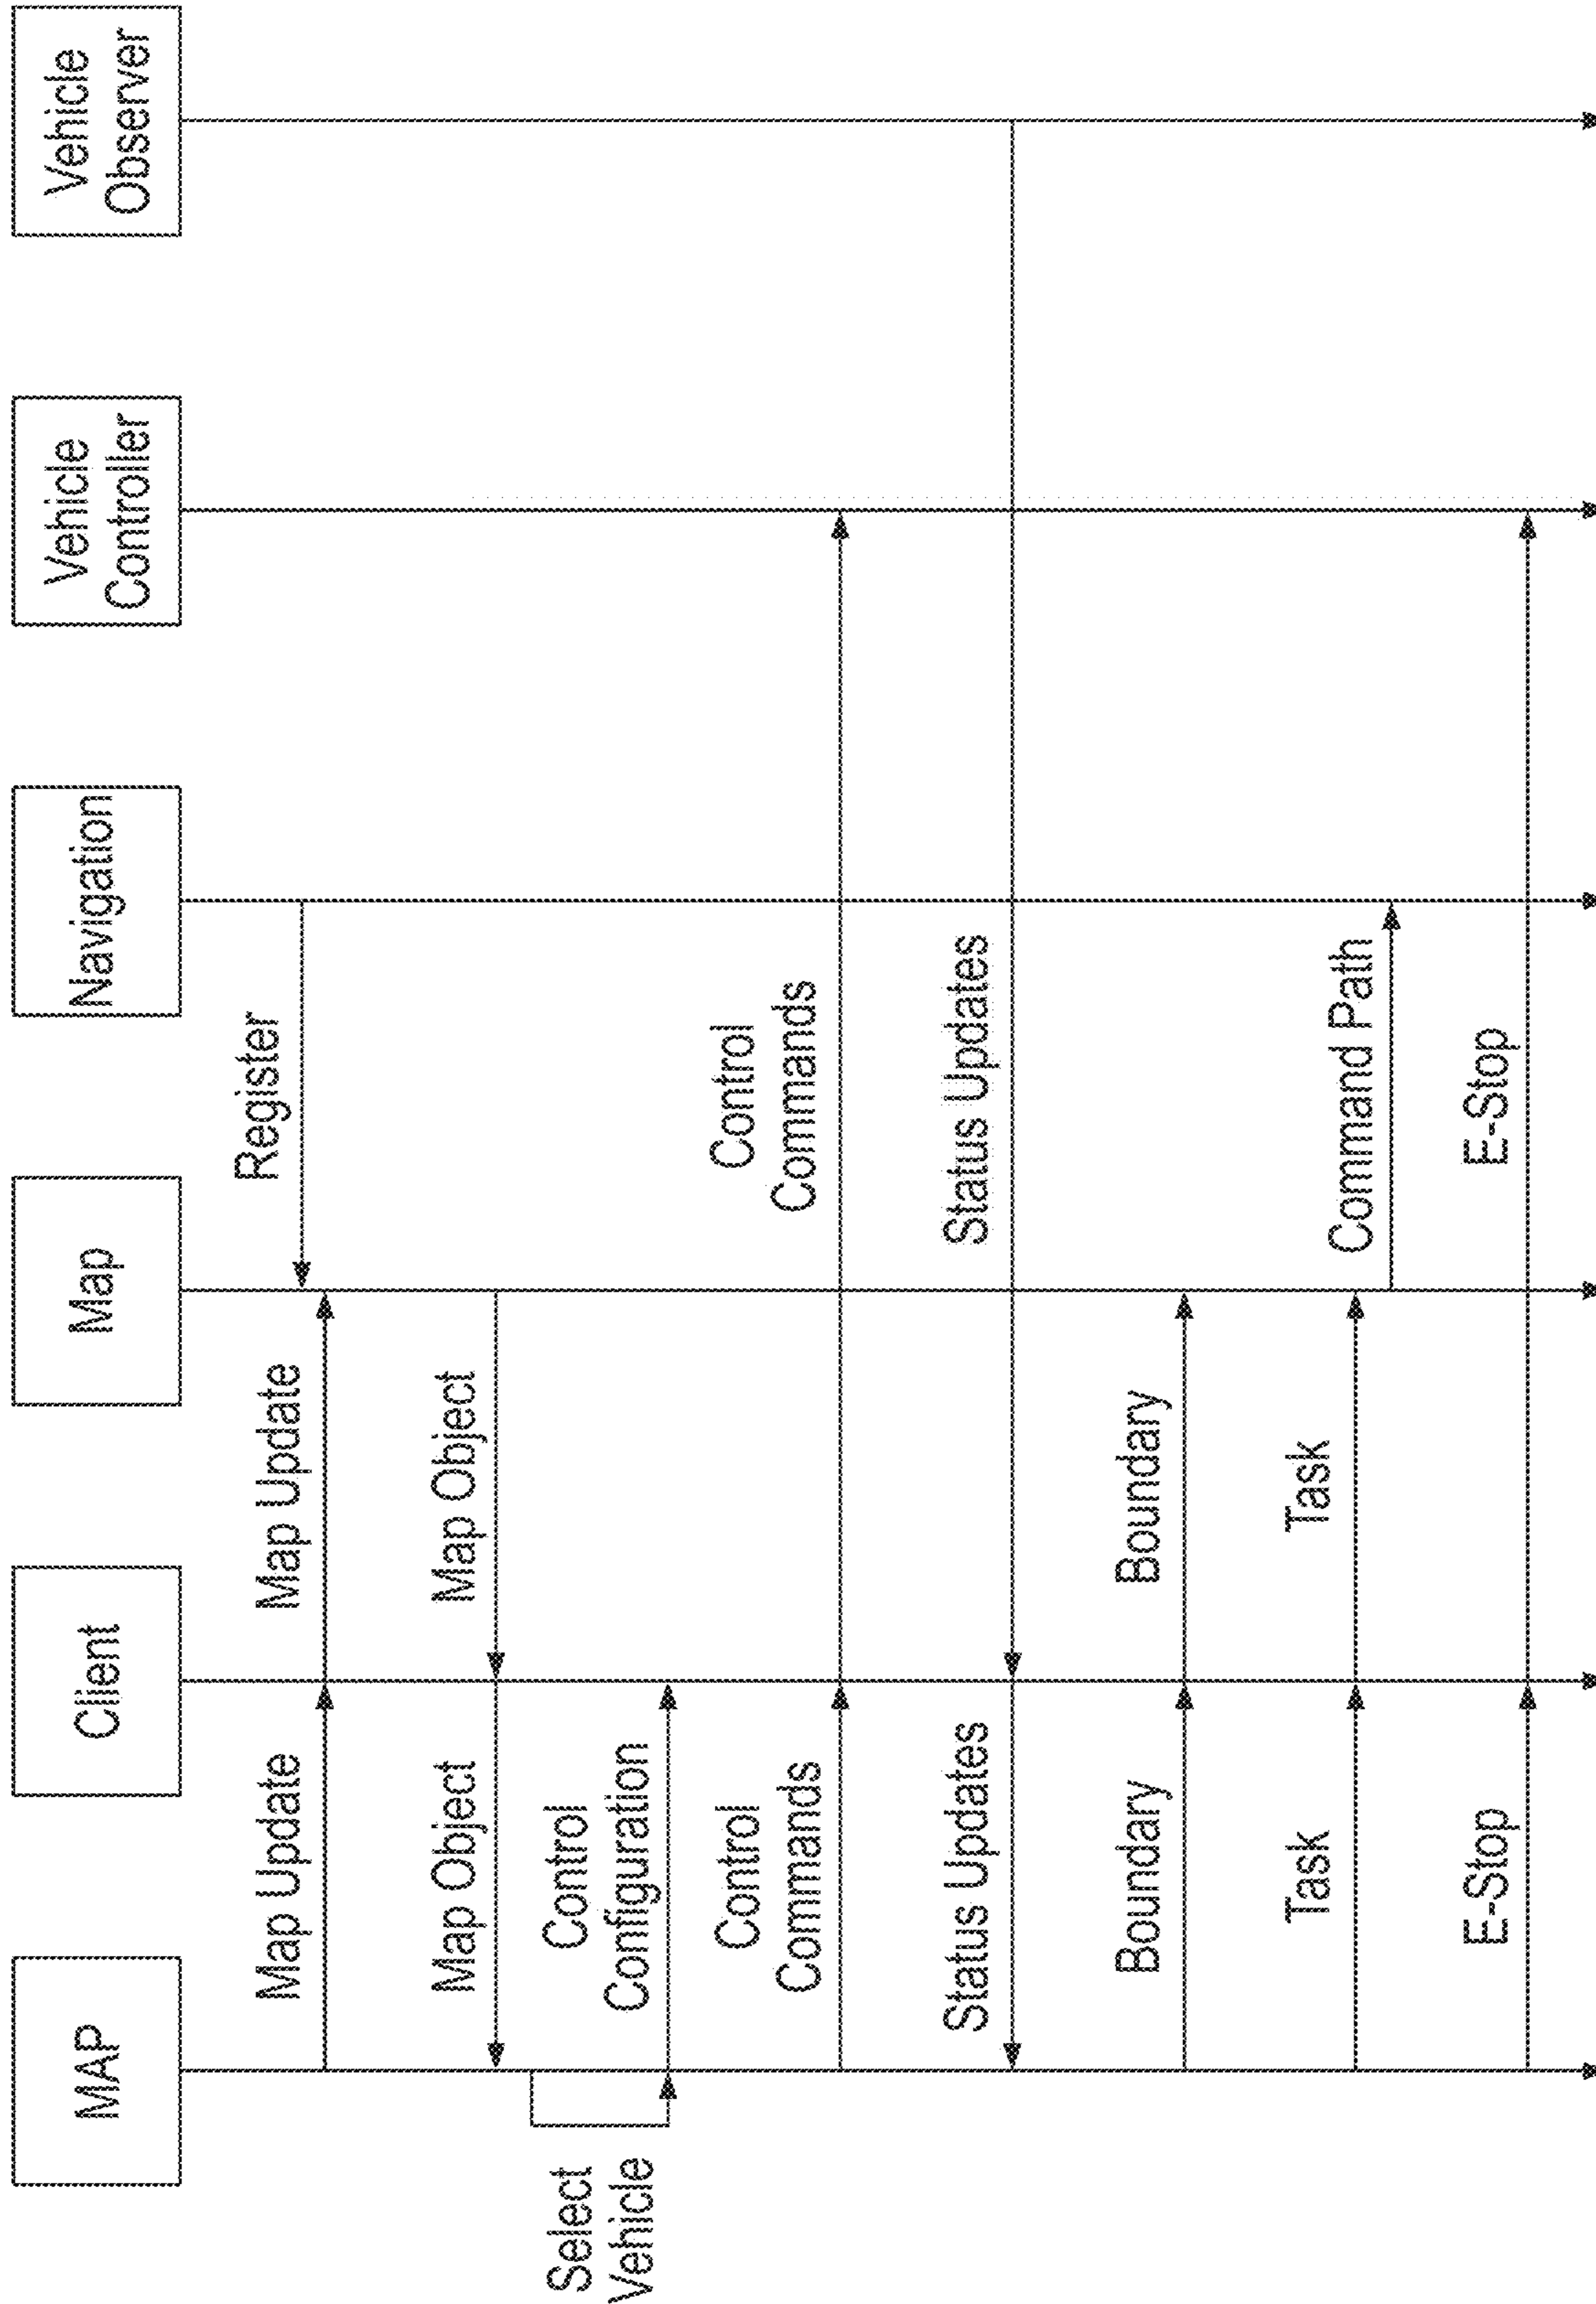 MAP
Client
Map
Navigation
Vehicle
Controller
Vehicle
Observer
Register
Map Update
Map Update
Map Object
Map Object
Select
Vehicle
Control
Configuration
Control
Commands
Control
Commands
Status Updates
Status Updates
Boundary
Boundary
Task
Task
Command Path
E-Stop
E-Stop